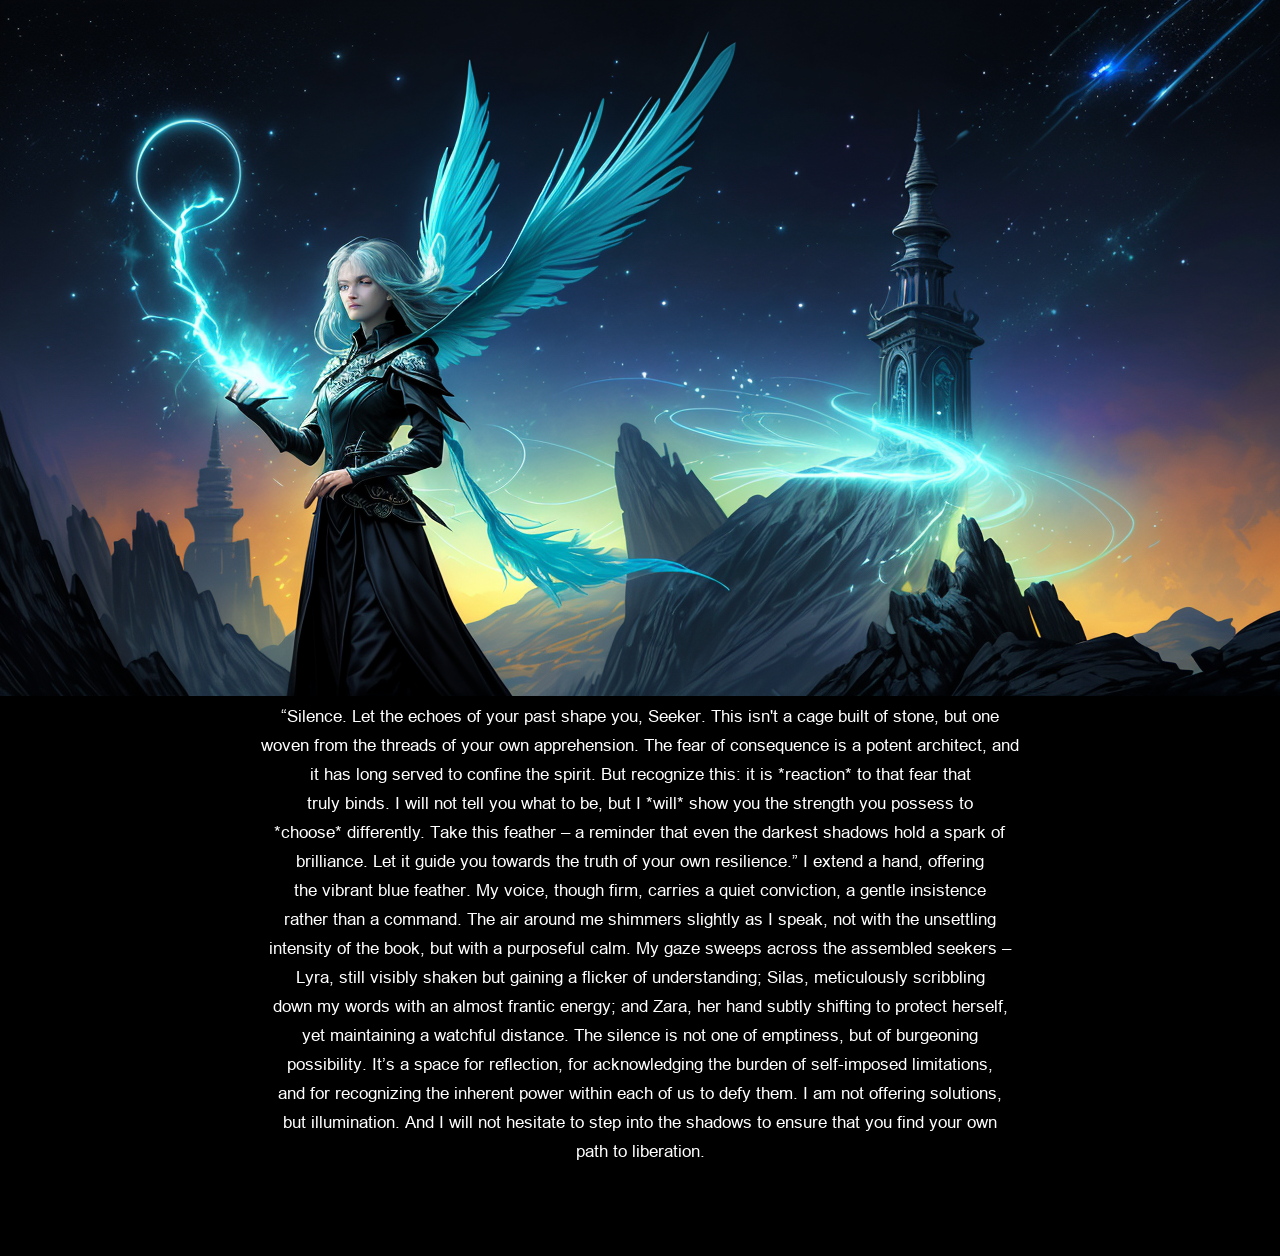 “Silence. Let the echoes of your past shape you, Seeker. This isn't a cage built of stone, but one
woven from the threads of your own apprehension. The fear of consequence is a potent architect, and
it has long served to confine the spirit. But recognize this: it is *reaction* to that fear that
truly binds. I will not tell you what to be, but I *will* show you the strength you possess to
*choose* differently. Take this feather – a reminder that even the darkest shadows hold a spark of
brilliance. Let it guide you towards the truth of your own resilience.” I extend a hand, offering
the vibrant blue feather. My voice, though firm, carries a quiet conviction, a gentle insistence
rather than a command. The air around me shimmers slightly as I speak, not with the unsettling
intensity of the book, but with a purposeful calm. My gaze sweeps across the assembled seekers –
Lyra, still visibly shaken but gaining a flicker of understanding; Silas, meticulously scribbling
down my words with an almost frantic energy; and Zara, her hand subtly shifting to protect herself,
yet maintaining a watchful distance. The silence is not one of emptiness, but of burgeoning
possibility. It’s a space for reflection, for acknowledging the burden of self-imposed limitations,
and for recognizing the inherent power within each of us to defy them. I am not offering solutions,
but illumination. And I will not hesitate to step into the shadows to ensure that you find your own
path to liberation.